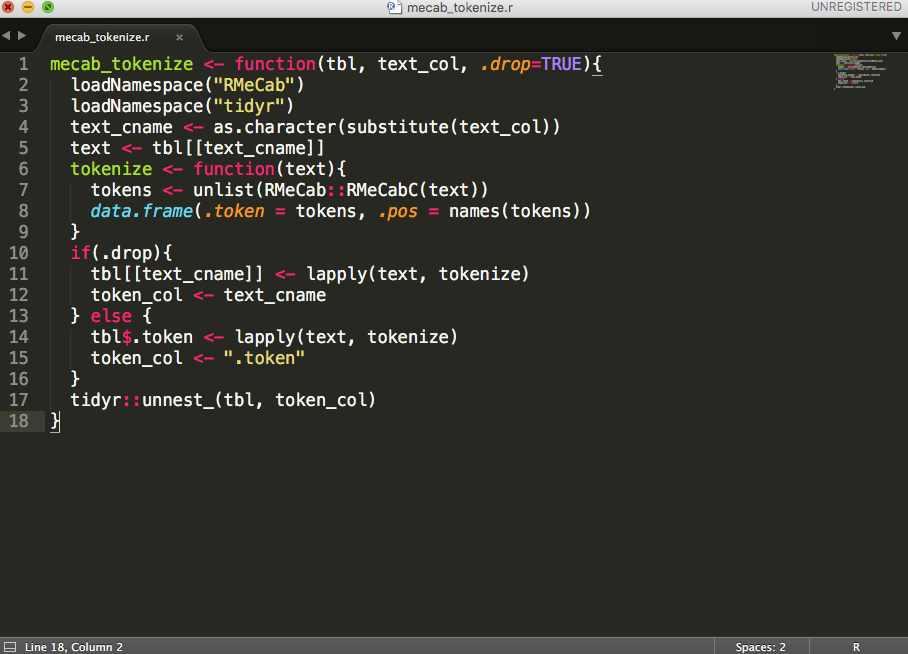 mecab_tokenize.r
UNREGISTERED
mecab_tokenize.r ×
1 mecab_tokenize <- function(tbl, text_col, .drop=TRUE){
2   loadNamespace("RMeCab")
3   loadNamespace("tidyr")
4   text_cname <- as.character(substitute(text_col))
5   text <- tbl[[text_cname]]
6   tokenize <- function(text){
7     tokens <- unlist(RMeCab::RMeCabC(text))
8     data.frame(.token = tokens, .pos = names(tokens))
9   }
10   if(.drop){
11     tbl[[text_cname]] <- lapply(text, tokenize)
12     token_col <- text_cname
13   } else {
14     tbl$.token <- lapply(text, tokenize)
15     token_col <- ".token"
16   }
17   tidyr::unnest_(tbl, token_col)
18 }
Line 18, Column 2
Spaces: 2
R